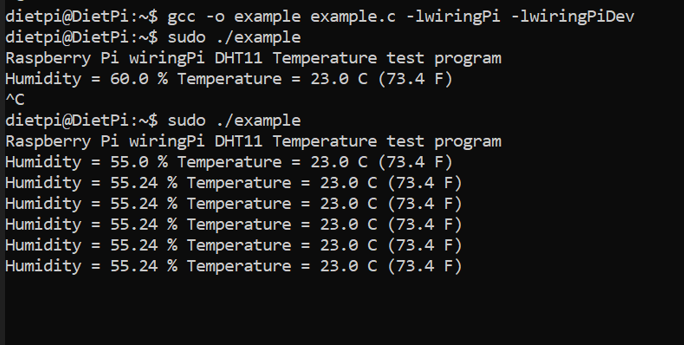 dietpi@DietPi:~$ gcc -o example example.c -lwiringPi -lwiringPiDev
dietpi@DietPi:~$ sudo ./example
Raspberry Pi wiringPi DHT11 Temperature test program
Humidity = 60.0 % Temperature = 23.0 C (73.4 F)
^C
dietpi@DietPi:~$ sudo ./example
Raspberry Pi wiringPi DHT11 Temperature test program
Humidity = 55.0 % Temperature = 23.0 C (73.4 F)
Humidity = 55.24 % Temperature = 23.0 C (73.4 F)
Humidity = 55.24 % Temperature = 23.0 C (73.4 F)
Humidity = 55.24 % Temperature = 23.0 C (73.4 F)
Humidity = 55.24 % Temperature = 23.0 C (73.4 F)
Humidity = 55.24 % Temperature = 23.0 C (73.4 F)